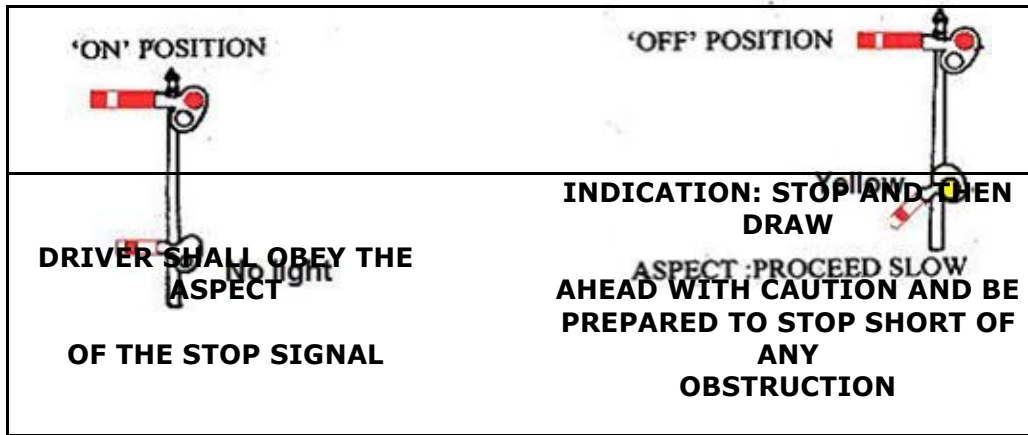 'ON' POSITION
'OFF' POSITION
DRIVER SHALL OBEY THE
No light
ASPECT
OF THE STOP SIGNAL
Yellow
INDICATION: STOP AND THEN
DRAW
ASPECT :PROCEED SLOW
AHEAD WITH CAUTION AND BE
PREPARED TO STOP SHORT OF
ANY
OBSTRUCTION